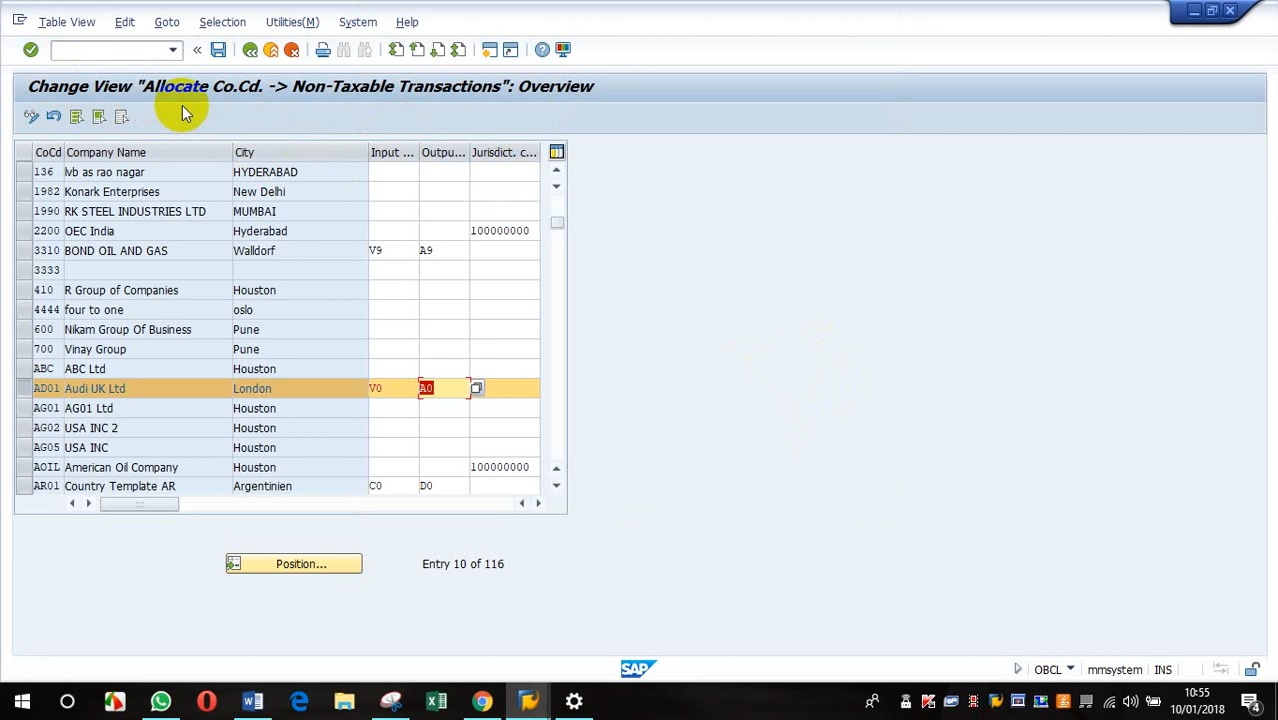 Table View Edit Goto Selection Utilities(M) System Help
Change View "Allocate Co.Cd. -> Non-Taxable Transactions": Overview
CoCd Company Name City Input ... Outpu... Jurisdict. c...
136 lvb as rao nagar HYDERABAD
1982 Konark Enterprises New Delhi
1990 RK STEEL INDUSTRIES LTD MUMBAI
2200 OEC India Hyderabad 100000000
3310 BOND OIL AND GAS Walldorf V9 A9
3333
410 R Group of Companies Houston
4444 four to one oslo
600 Nikam Group Of Business Pune
700 Vinay Group Pune
ABC ABC Ltd Houston
AD01 Audi UK Ltd London V0 A0
AG01 AG01 Ltd Houston
AG02 USA INC 2 Houston
AG05 USA INC Houston
AOIL American Oil Company Houston 100000000
AR01 Country Template AR Argentinien C0 D0
Position... Entry 10 of 116
SAP OBCL mmsystem INS
10:55
10/01/2018
4